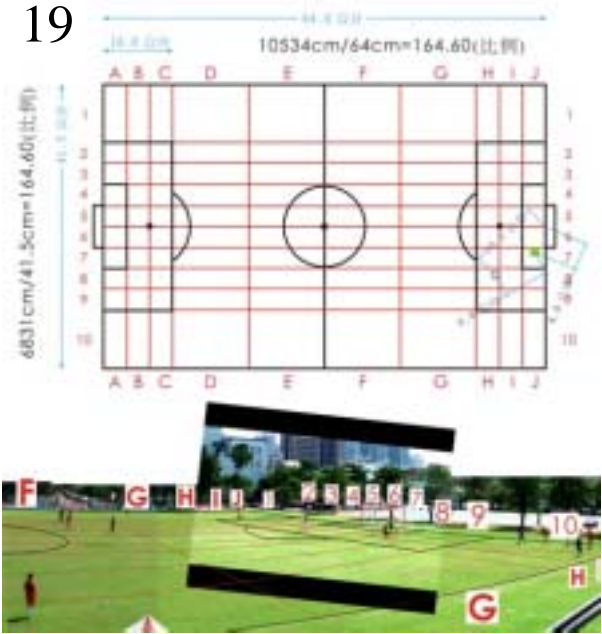 19
10534cm/64cm=164.60(比例)
A B C D E F G H I J
6831cm/41.5cm=164.60(比例)
1 1
2 2
3 3
4 4
5 5
6 6
7 7
8 8
9 9
10 10
A B C D E F G H I J
F G H I J 1 2 3 4 5 6 7 8 9 10
H
G